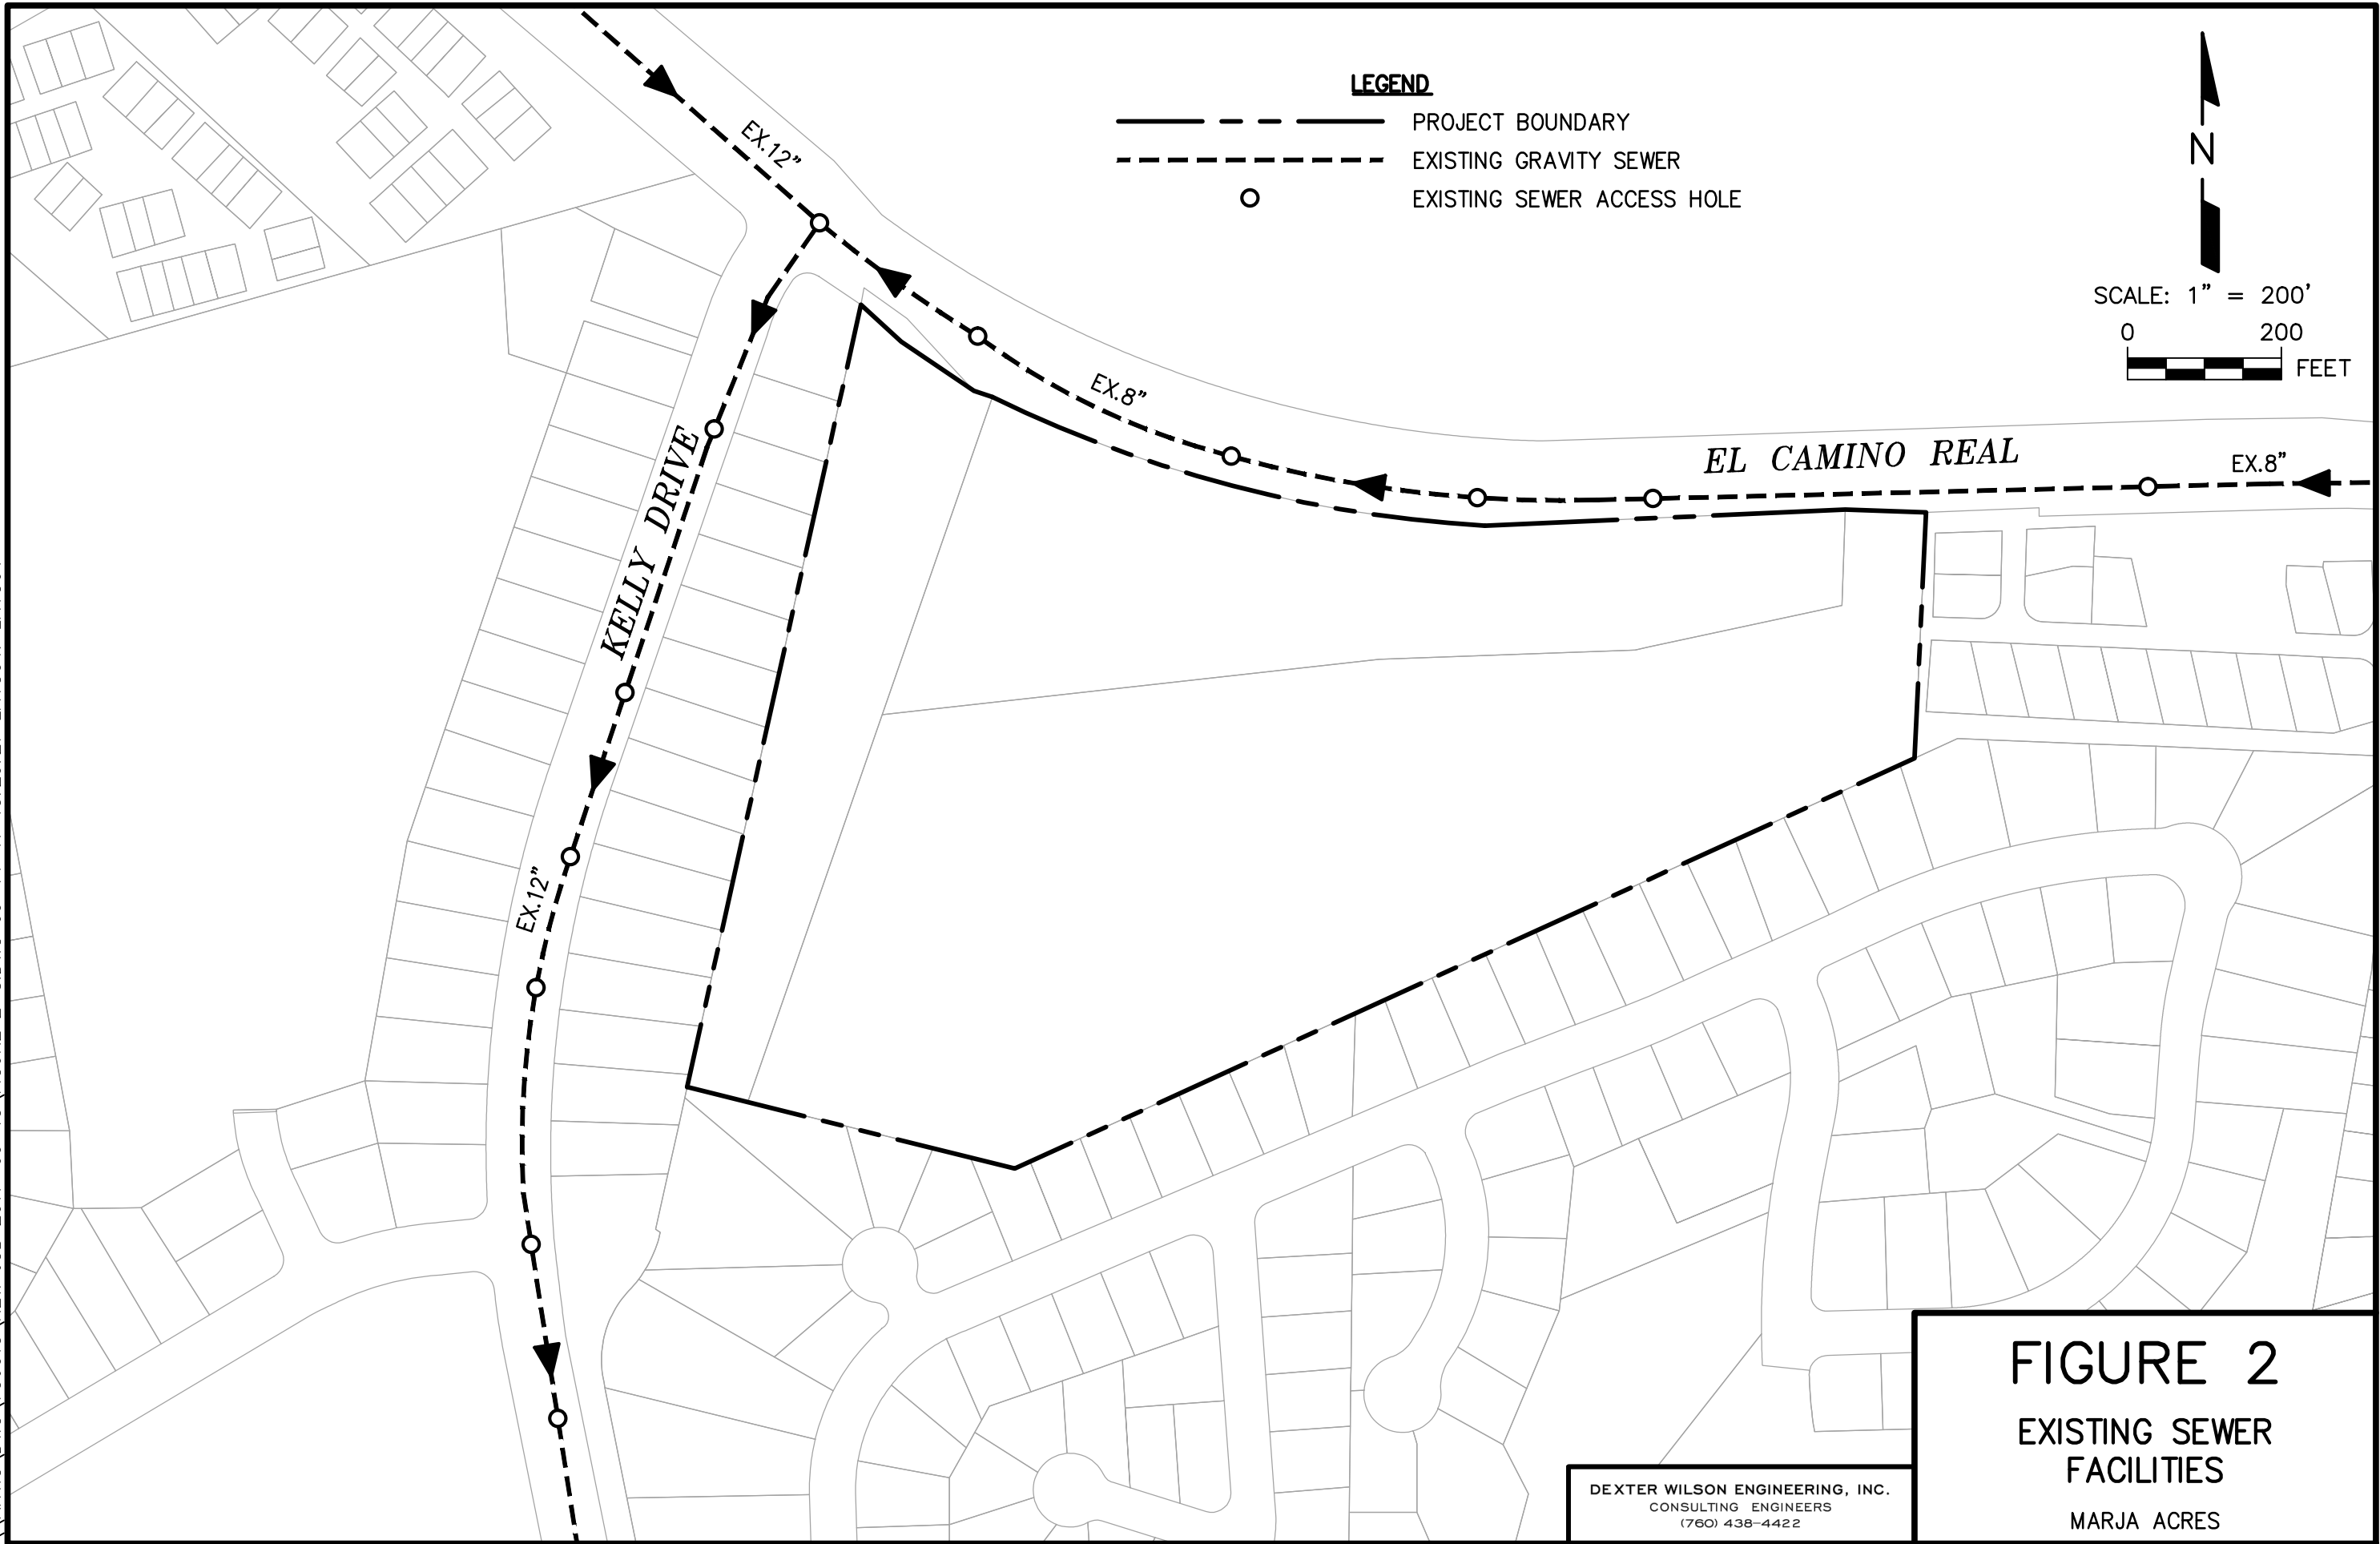 LEGEND
PROJECT BOUNDARY
EXISTING GRAVITY SEWER
EXISTING SEWER ACCESS HOLE
N
SCALE: 1" = 200'
0 200
FEET
EX.12"
EX.8"
EL CAMINO REAL
EX.8"
KELLY DRIVE
EX.12"
FIGURE 2
EXISTING SEWER
FACILITIES
MARJA ACRES
DEXTER WILSON ENGINEERING, INC.
CONSULTING ENGINEERS
(760) 438-4422